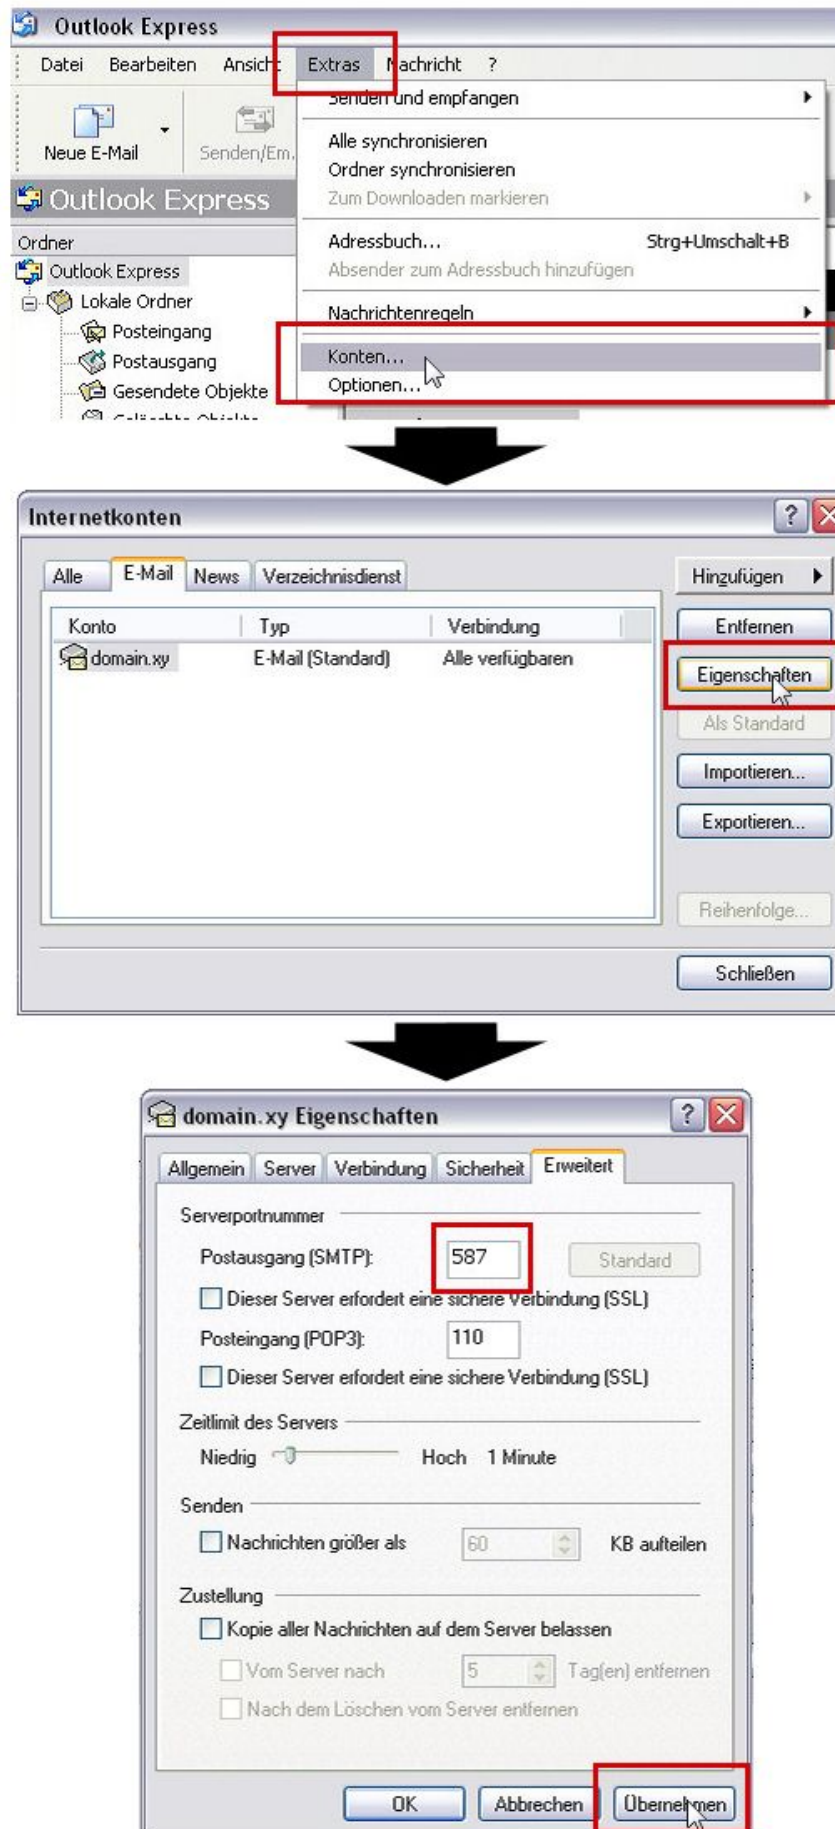 Outlook Express
Datei Bearbeiten Ansicht Extras Nachricht ?
Senden und empfangen
Neue E-Mail Senden/Em.
Alle synchronisieren
Ordner synchronisieren
Zum Downloaden markieren
Outlook Express
Adressbuch... Strg+Umschalt+B
Absender zum Adressbuch hinzufügen
Nachrichtenregeln
Konten...
Optionen...
Ordner
Outlook Express
Lokale Ordner
Posteingang
Postausgang
Gesendete Objekte
Gelöschte Objekte
Internetkonten
Alle E-Mail News Verzeichnisdienst
Konto Typ Verbindung
domain.xy E-Mail (Standard) Alle verfügbaren
Hinzufügen
Entfernen
Eigenschaften
Als Standard
Importieren...
Exportieren...
Reihenfolge...
Schließen
domain.xy Eigenschaften
Allgemein Server Verbindung Sicherheit Erweitert
Serverportnummer
Postausgang (SMTP): 587 Standard
Dieser Server erfordert eine sichere Verbindung (SSL)
Posteingang (POP3): 110
Dieser Server erfordert eine sichere Verbindung (SSL)
Zeitlimit des Servers
Niedrig Hoch 1 Minute
Senden
Nachrichten größer als 60 KB aufteilen
Zustellung
Kopie aller Nachrichten auf dem Server belassen
Vom Server nach 5 Tag(en) entfernen
Nach dem Löschen vom Server entfernen
OK Abbrechen Übernehmen